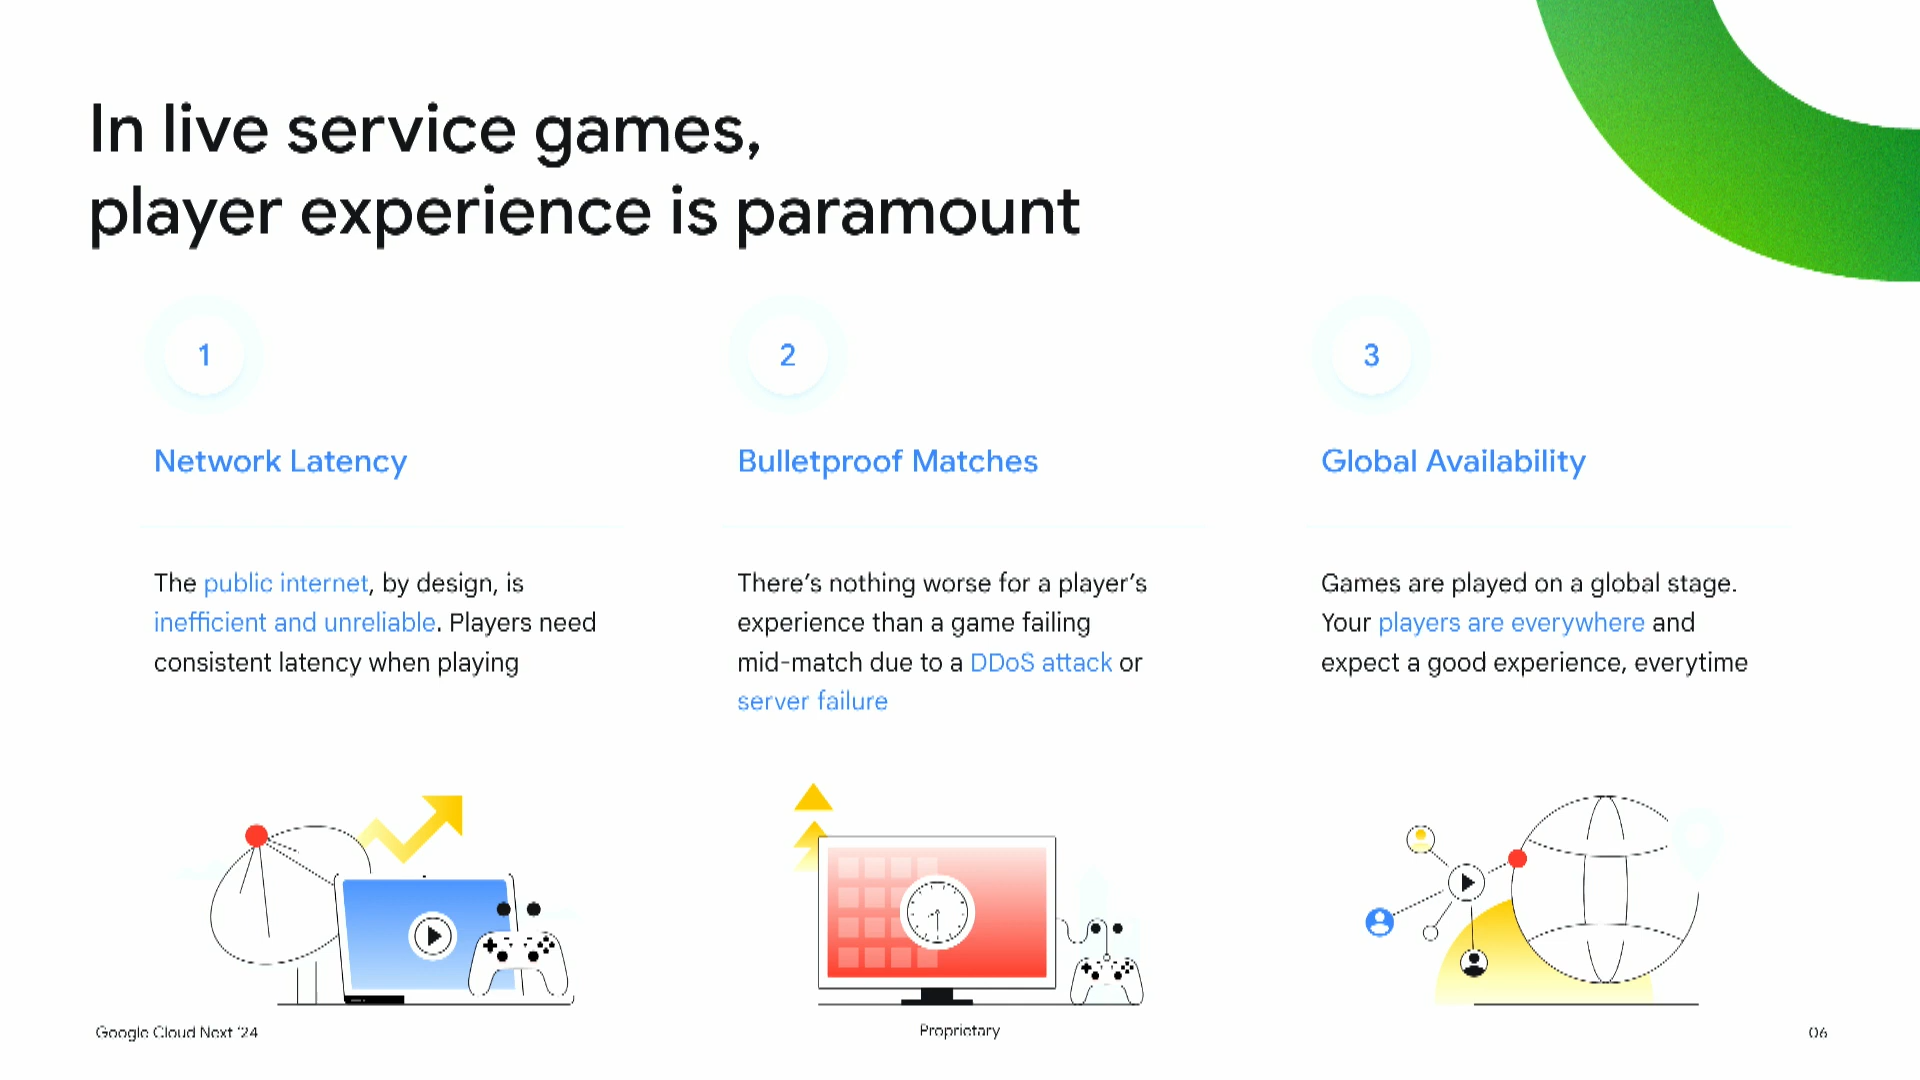 In live service games,
player experience is paramount
1
Network Latency
The public internet, by design, is
inefficient and unreliable. Players need
consistent latency when playing
2
Bulletproof Matches
There's nothing worse for a player's
experience than a game failing
mid-match due to a DDoS attack or
server failure
3
Global Availability
Games are played on a global stage.
Your players are everywhere and
expect a good experience, everytime
Google Cloud Next '24
Proprietary
06